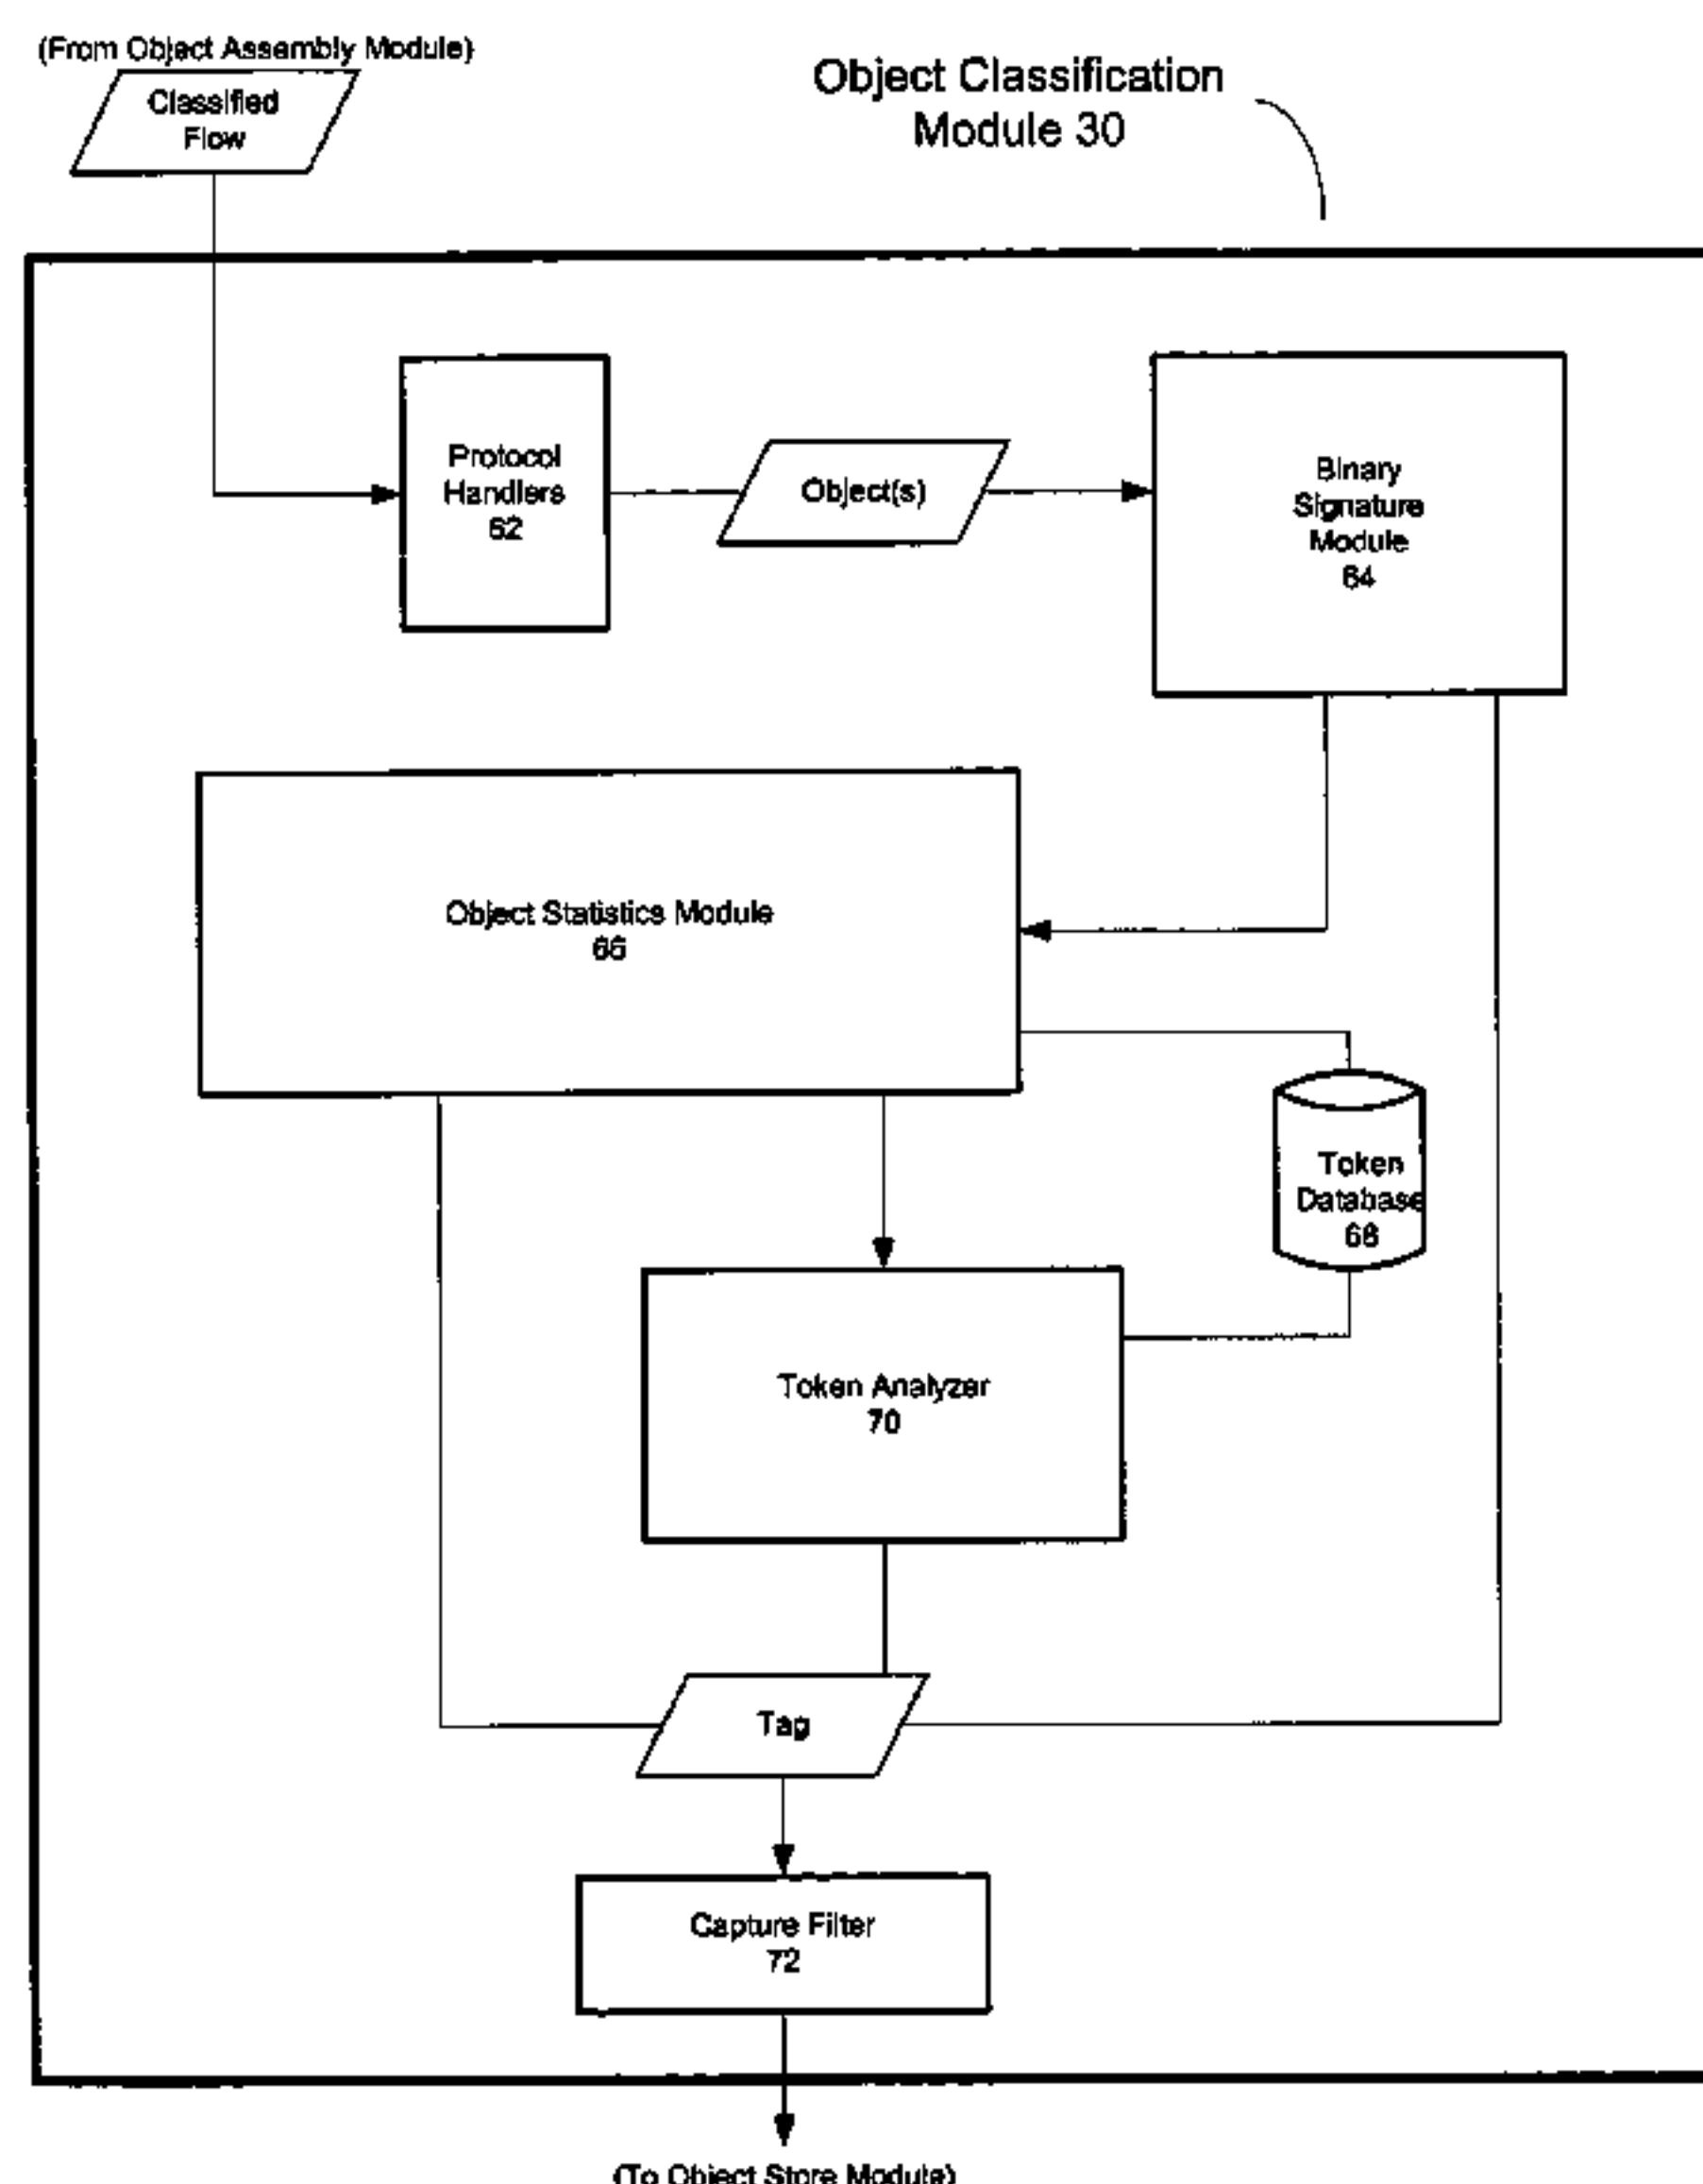 (From Object Assembly Module)
Classified
Flow
Object Classification
Module 30
Protocol
Handlers
62
Object(s)
Binary
Signature
Module
64
Object Statistics Module
66
Token
Database
68
Token Analyzer
70
Tag
Capture Filter
72
(To Object Store Module)